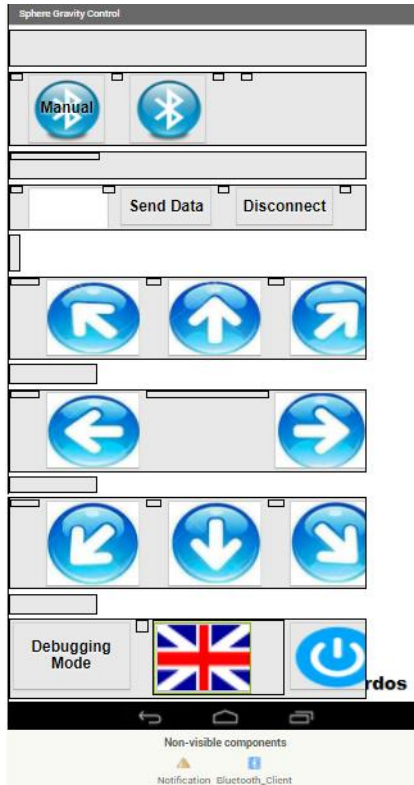 Sphere Gravity Control
Manual
Send Data
Disconnect
Debugging
Mode
rdos
Non-visible components
Notification Bluetooth_Client